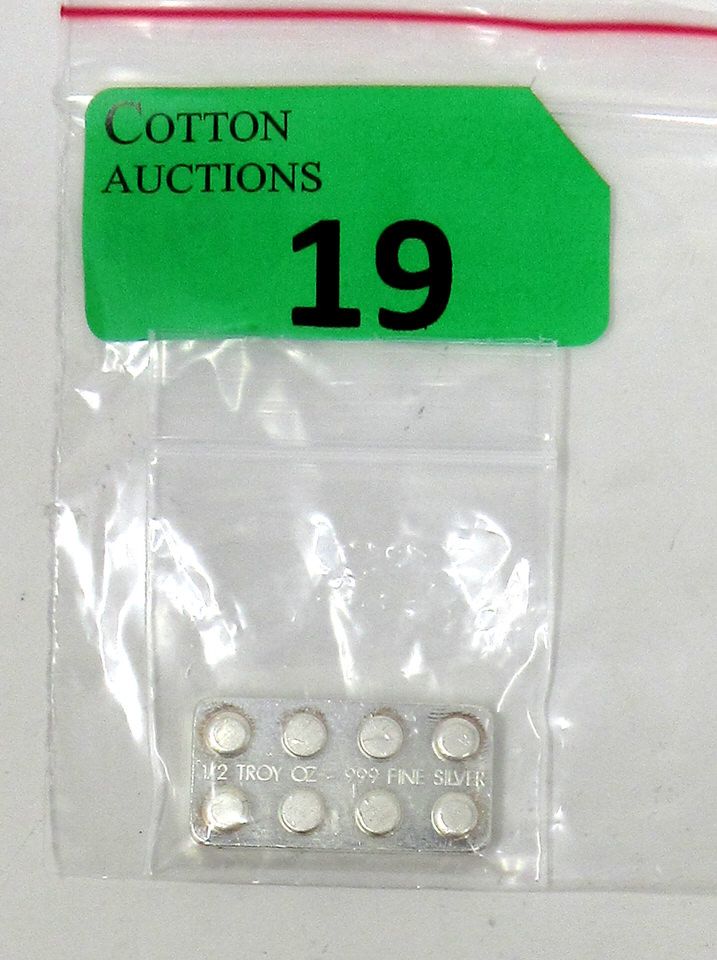 COTTON
AUCTIONS
19
1/2 TROY OZ - 999 FINE SILVER